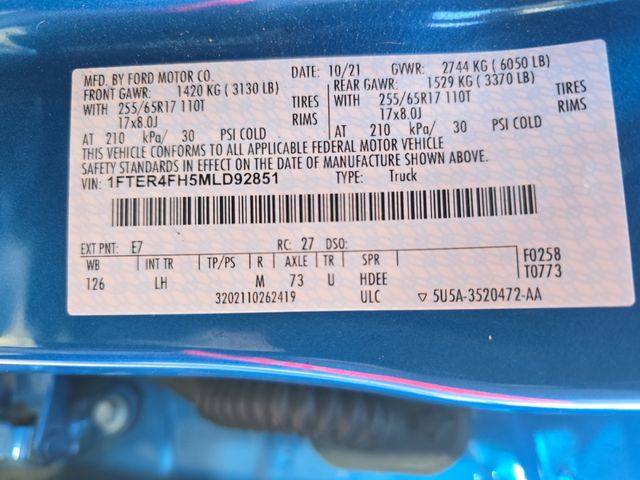 MFD. BY FORD MOTOR CO. DATE: 10/21 GVWR: 2744 KG ( 6050 LB)
FRONT GAWR: 1420 KG ( 3130 LB) REAR GAWR: 1529 KG ( 3370 LB)
WITH 255/65R17 110T TIRES WITH 255/65R17 110T TIRES
17x8.0J RIMS 17x8.0J RIMS
AT 210 kPa/ 30 PSI COLD AT 210 kPa/ 30 PSI COLD
THIS VEHICLE CONFORMS TO ALL APPLICABLE FEDERAL MOTOR VEHICLE
SAFETY STANDARDS IN EFFECT ON THE DATE OF MANUFACTURE SHOWN ABOVE.
VIN: 1FTER4FH5MLD92851 TYPE: Truck
EXT PNT: E7 RC: 27 DSO:
WB INT TR TP/PS R AXLE TR SPR F0258
126 LH M 73 U HDEE T0773
3202110262419 ULC ▽ 5U5A-3520472-AA